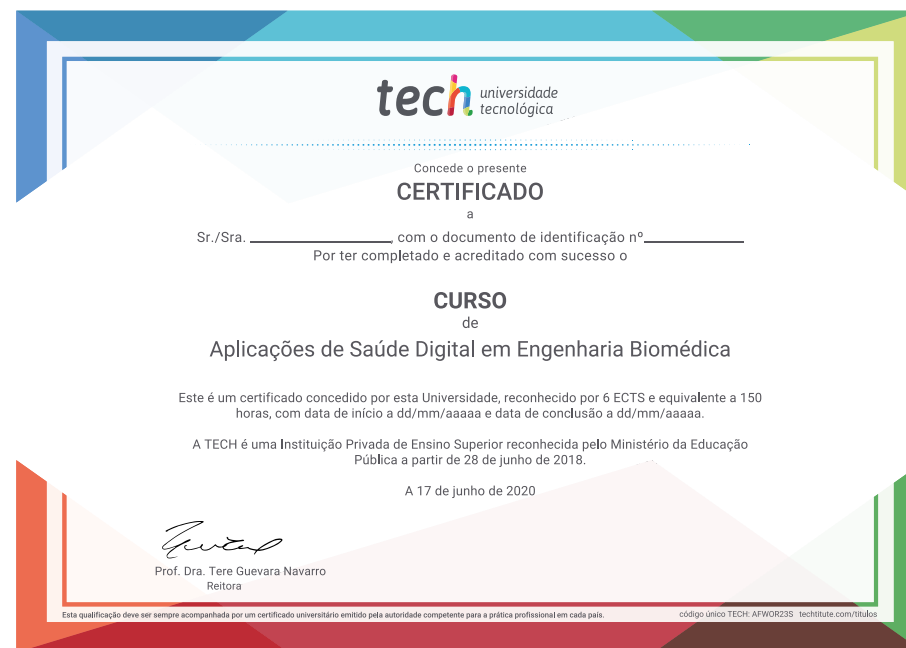 tech universidade
tecnológica
Concede o presente
CERTIFICADO
a
Sr./Sra. , com o documento de identificação nº
Por ter completado e acreditado com sucesso o
CURSO
de
Aplicações de Saúde Digital em Engenharia Biomédica
Este é um certificado concedido por esta Universidade, reconhecido por 6 ECTS e equivalente a 150
horas, com data de início a dd/mm/aaaaa e data de conclusão a dd/mm/aaaaa.
A TECH é uma Instituição Privada de Ensino Superior reconhecida pelo Ministério da Educação
Pública a partir de 28 de junho de 2018.
A 17 de junho de 2020
Prof. Dra. Tere Guevara Navarro
Reitora
Esta qualificação deve ser sempre acompanhada por um certificado universitário emitido pela autoridade competente para a prática profissional em cada país.
código único TECH: AFWOR23S techtitute.com/titulos